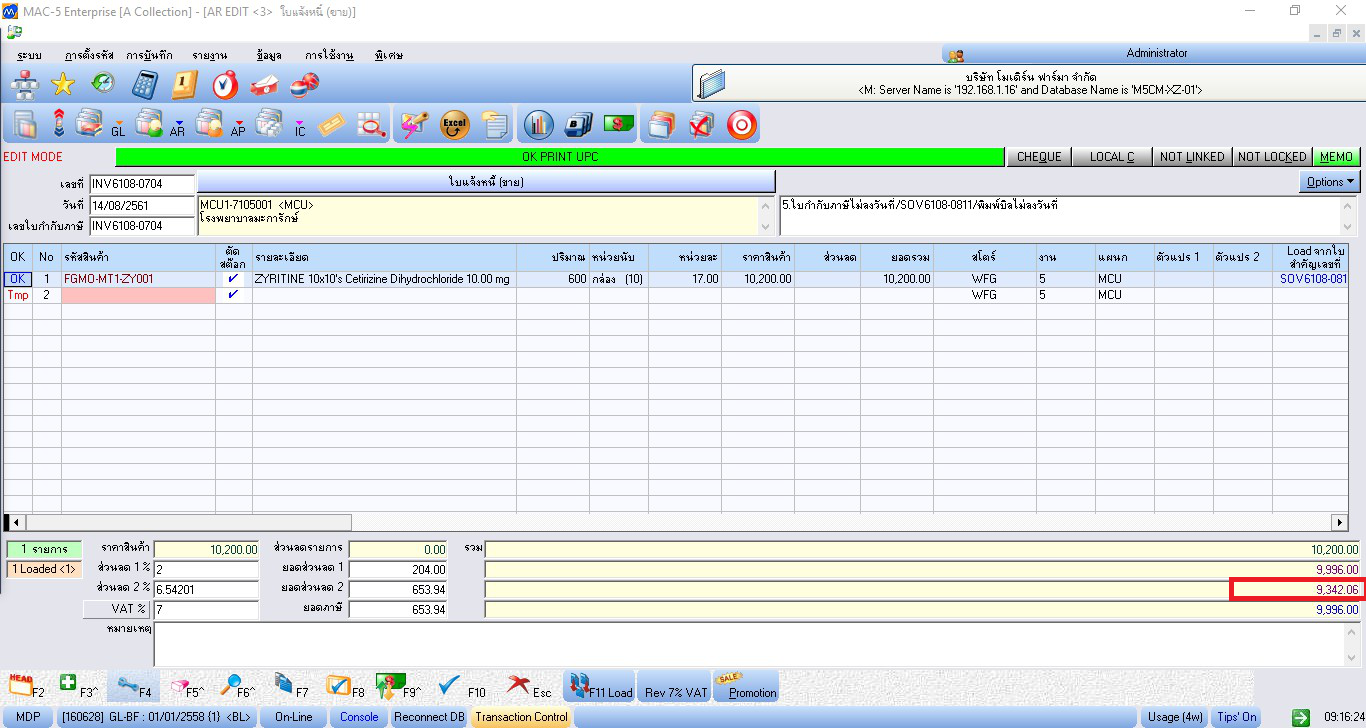 MAC-5 Enterprise [A Collection] - [AR EDIT <3> ใบแจ้งหนี้ (ขาย)]
ระบบ การตั้งรหัส การบันทึก รายงาน ข้อมูล การใช้งาน พิเศษ
Administrator
บริษัท โมเดิร์น ฟาร์มา จำกัด
<M: Server Name is '192.168.1.16' and Database Name is 'M5CM-XZ-01'>
GL AR AP IC Excel
EDIT MODE
OK PRINT UPC
CHEQUE LOCAL C NOT LINKED NOT LOCKED MEMO
เลขที่ INV6108-0704
ใบแจ้งหนี้ (ขาย)
Options
วันที่ 14/08/2561
MCU1-7105001 <MCU>
โรงพยาบาลมะการักษ์
5.ใบกำกับภาษีไม่ลงวันที่/SOV6108-0811/พิมพ์บิลไม่ลงวันที่
เลขใบกำกับภาษี INV6108-0704
OK No รหัสสินค้า ตัดสต๊อก รายละเอียด ปริมาณ หน่วยนับ หน่วยละ ราคาสินค้า ส่วนลด ยอดรวม สโตร์ งาน แผนก ตัวแปร 1 ตัวแปร 2 Load จากใบสำคัญเลขที่
OK 1 FGMO-MT1-ZY001 ✔ ZYRITINE 10x10's Cetirizine Dihydrochloride 10.00 mg 600 กล่อง (10) 17.00 10,200.00 10,200.00 WFG 5 MCU SOV6108-081
Tmp 2 ✔ WFG 5 MCU
1 รายการ ราคาสินค้า 10,200.00 ส่วนลดรายการ 0.00 รวม 10,200.00
1 Loaded <1> ส่วนลด 1 % 2 ยอดส่วนลด 1 204.00 9,996.00
ส่วนลด 2 % 6.54201 ยอดส่วนลด 2 653.94 9,342.06
VAT % 7 ยอดภาษี 653.94 9,996.00
หมายเหตุ
HEAD F2 F3^ F4 F5^ F6^ F7 F8 F9^ F10 Esc F11 Load Rev 7% VAT SALE Promotion
MDP [160628] GL-BF : 01/01/2558 {1} <BL> On-Line Console Reconnect DB Transaction Control Usage (4w) Tips' On 09:16:24